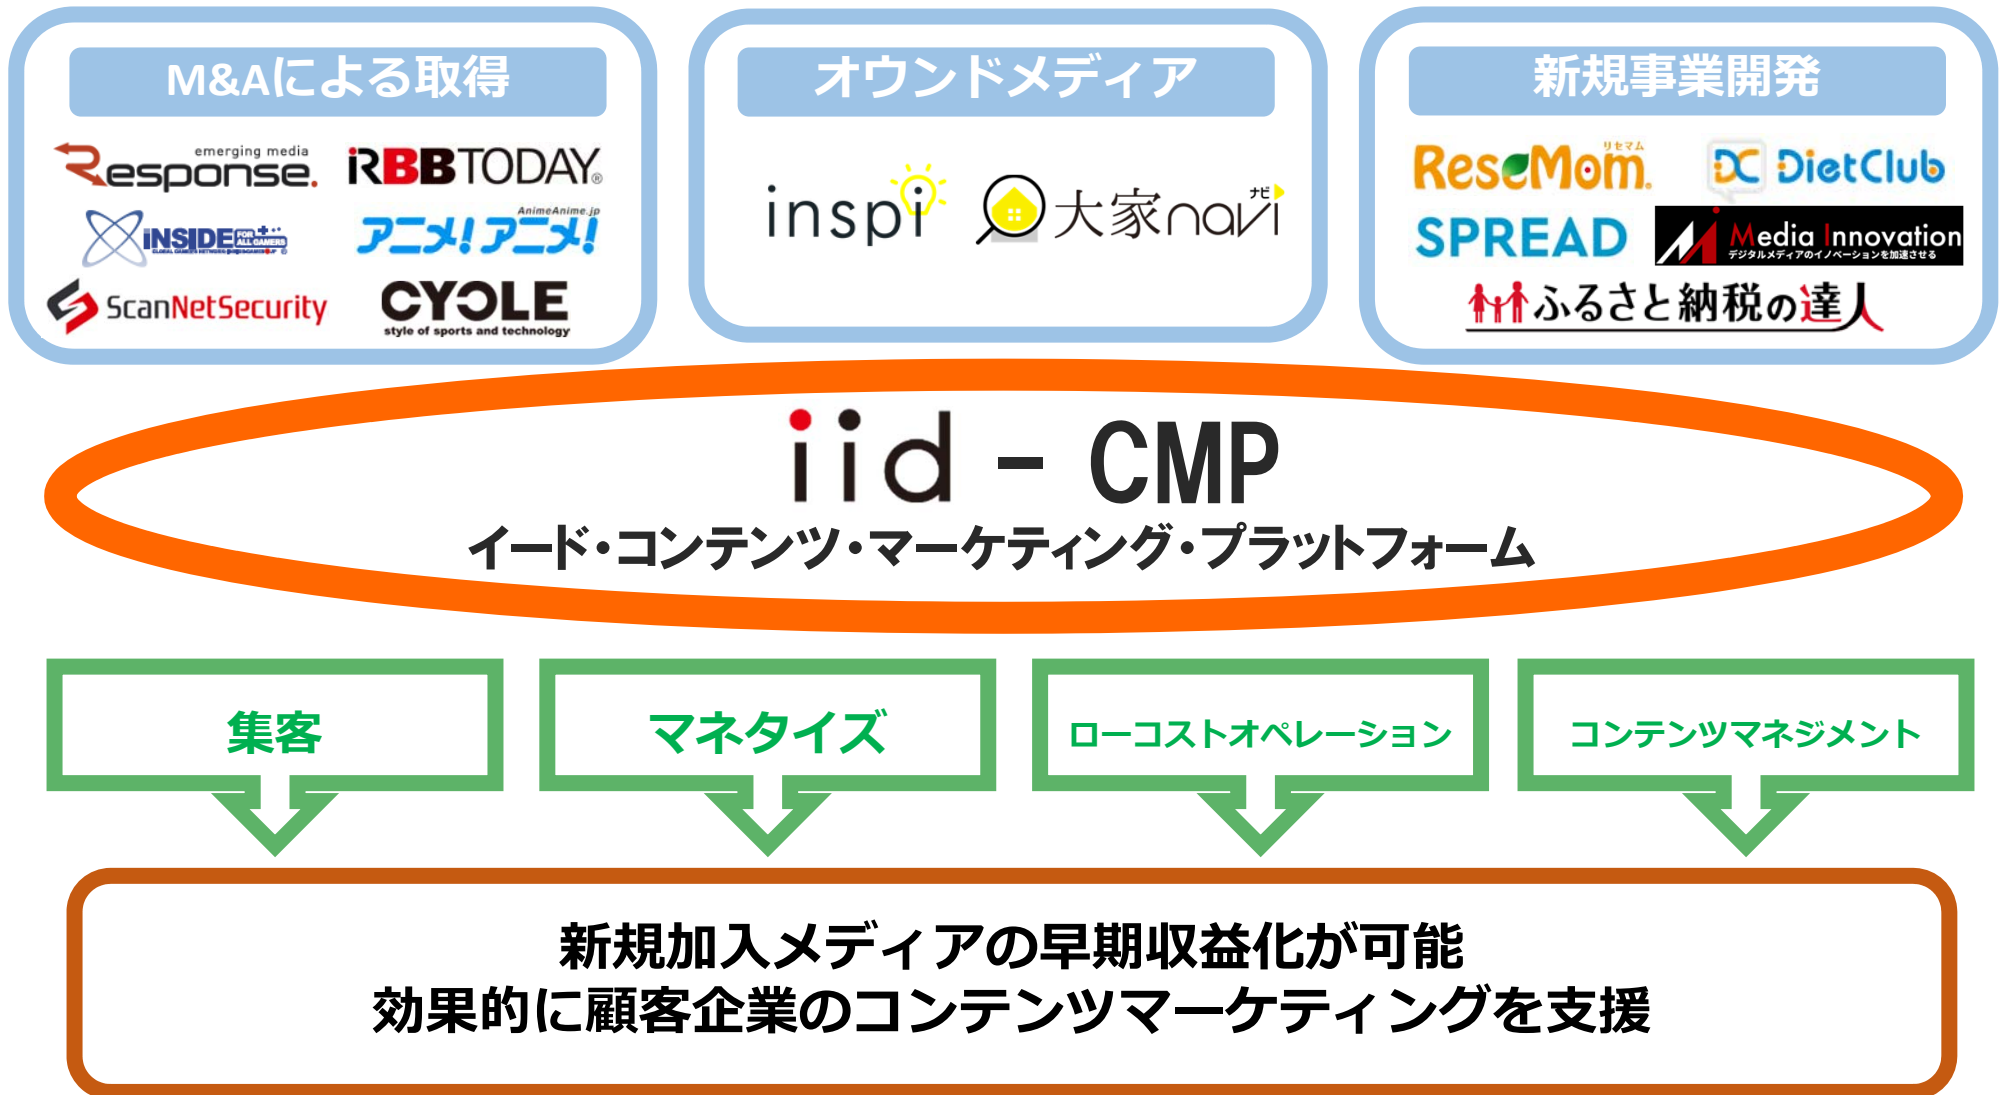 M&Aによる取得
emerging media
Response.
iRBBTODAY®
iNSIDE FOR ALL GAMERS
AnimeAnime.jp
アニメ!アニメ!
ScanNetSecurity
CYCLE
style of sports and technology
オウンドメディア
inspi
大家navi
ナビ
新規事業開発
リセマム
ReseMom.
DC DietClub
SPREAD
Media Innovation
デジタルメディアのイノベーションを加速させる
ふるさと納税の達人
iid - CMP
イード・コンテンツ・マーケティング・プラットフォーム
集客
マネタイズ
ローコストオペレーション
コンテンツマネジメント
新規加入メディアの早期収益化が可能
効果的に顧客企業のコンテンツマーケティングを支援